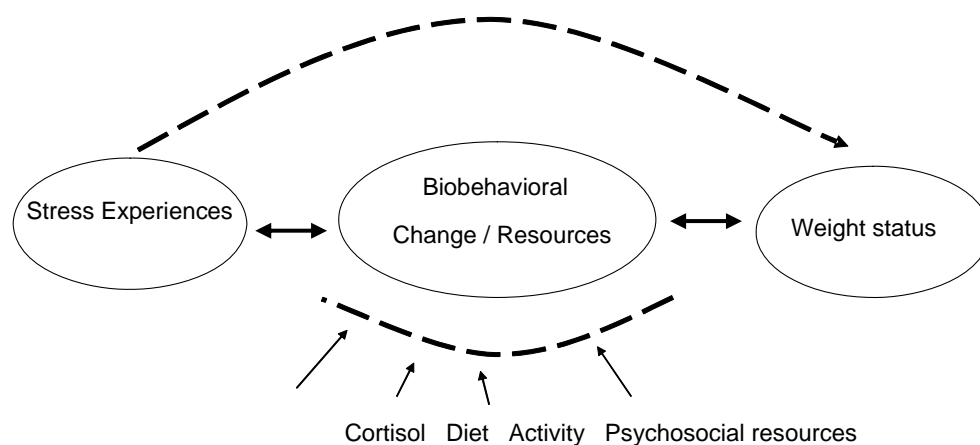 Stress Experiences
Biobehavioral
Change / Resources
Weight status
Cortisol Diet Activity Psychosocial resources